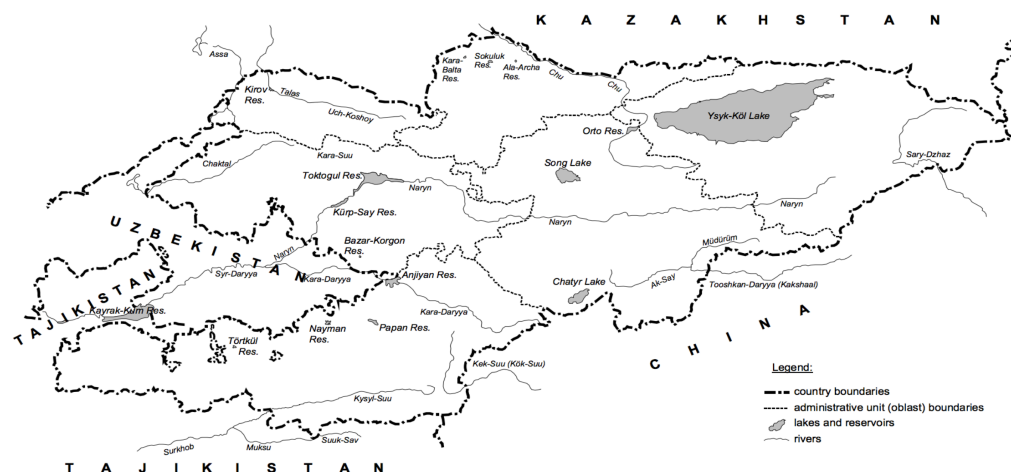 K A Z A K H S T A N
Assa
Kara-
Balta
Res.
Sokuluk
Res.
Ala-Archa
Res.
Chu
Chu
Kirov
Res.
Talas
Uch-Koshoy
Ysyk-Köl Lake
Orto Res.
Kara-Suu
Chaktal
Song Lake
Sary-Dzhaz
Toktogul Res.
Naryn
Kürp-Say Res.
Naryn
Naryn
U Z B E K I S T A N
Bazar-Korgon
Res.
Naryn
Müdürüm
Syr-Daryya
Kara-Daryya
Anjiyan Res.
Chatyr Lake
Ak-Say
Tooshkan-Daryya (Kakshaal)
T A J I K I S T A N
Kayrak-Kum Res.
Kara-Daryya
Nayman
Res.
Papan Res.
Törtkül
Res.
C H I N A
Kek-Suu (Kök-Suu)
Legend:
country boundaries
administrative unit (oblast) boundaries
lakes and reservoirs
rivers
Kysyl-Suu
Surkhob
Muksu
Suuk-Sav
T A J I K I S T A N